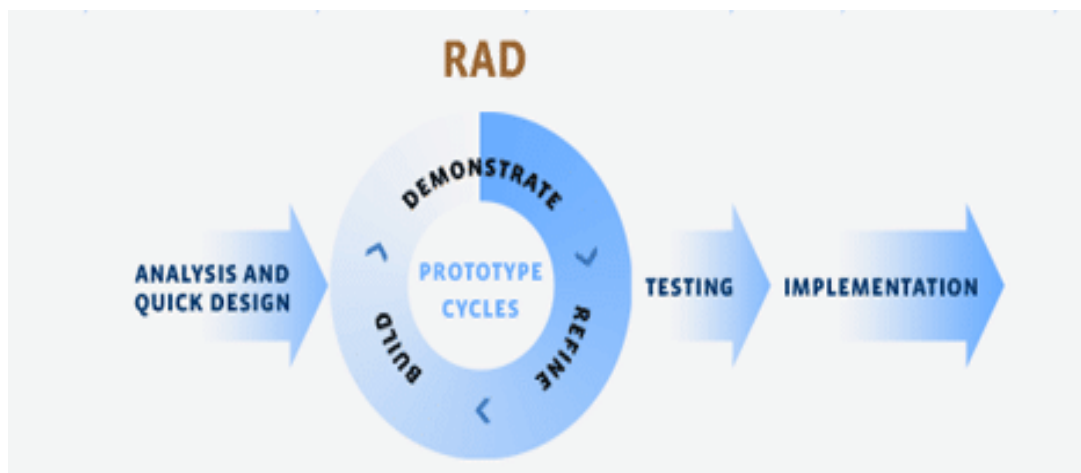 RAD
ANALYSIS AND
QUICK DESIGN
DEMONSTRATE
PROTOTYPE
CYCLES
BUILD
REFINE
TESTING
IMPLEMENTATION